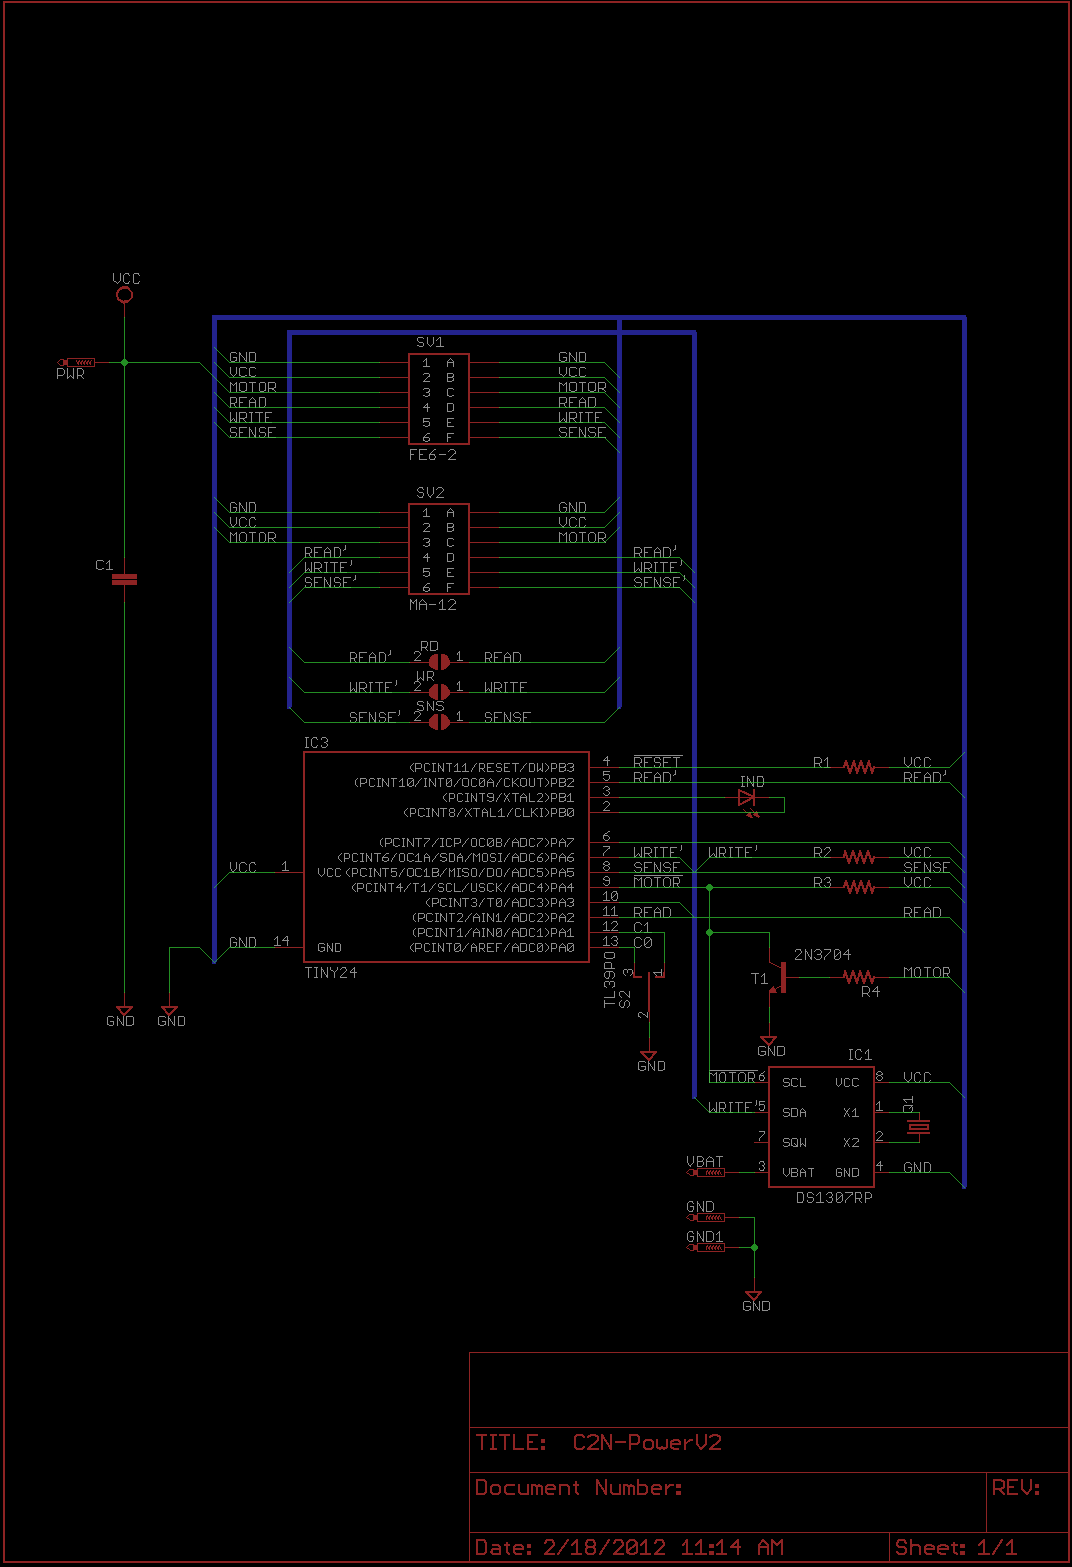 VCC
PWR
C1
GND
GND
SV1
GND 1 A GND
VCC 2 B VCC
MOTOR 3 C MOTOR
READ 4 D READ
WRITE 5 E WRITE
SENSE 6 F SENSE
FE6-2
SV2
GND 1 A GND
VCC 2 B VCC
MOTOR 3 C MOTOR
READ' 4 D READ'
WRITE' 5 E WRITE'
SENSE' 6 F SENSE'
MA-12
RD
READ' 2 1 READ
WR
WRITE' 2 1 WRITE
SNS
SENSE' 2 1 SENSE
IC3
(PCINT11/RESET/DW)PB3 4 RESET R1 VCC
(PCINT10/INT0/OC0A/CKOUT)PB2 5 READ' READ'
IND
(PCINT9/XTAL2)PB1 3
(PCINT8/XTAL1/CLKI)PB0 2
(PCINT7/ICP/OC0B/ADC7)PA7 6
(PCINT6/OC1A/SDA/MOSI/ADC6)PA6 7 WRITE' WRITE' R2 VCC
VCC 1 VCC (PCINT5/OC1B/MISO/DO/ADC5)PA5 8 SENSE SENSE
(PCINT4/T1/SCL/USCK/ADC4)PA4 9 MOTOR R3 VCC
(PCINT3/T0/ADC3)PA3 10
(PCINT2/AIN1/ADC2)PA2 11 READ READ
(PCINT1/AIN0/ADC1)PA1 12 C1
GND 14 GND (PCINT0/AREF/ADC0)PA0 13 C0
TINY24
TL39PO
S2
3 1
2
GND
2N3704
T1
R4
MOTOR
GND
IC1
MOTOR 6 SCL VCC 8 VCC
WRITE' 5 SDA X1 1
Q1
7 SQW X2 2
VBAT 3 VBAT GND 4 GND
DS1307RP
GND
GND1
GND
TITLE: C2N-PowerV2
Document Number:
REV:
Date: 2/18/2012 11:14 AM
Sheet: 1/1